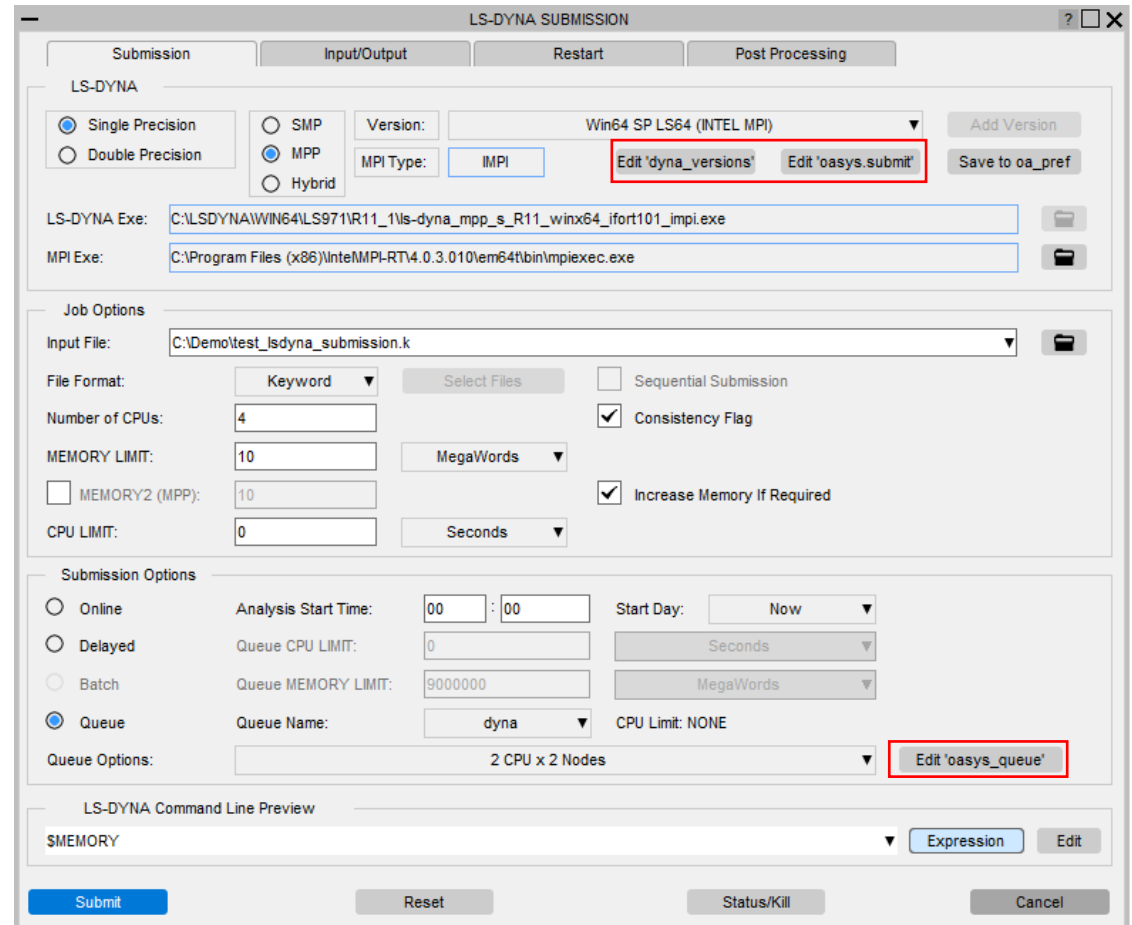 LS-DYNA SUBMISSION ?
Submission Input/Output Restart Post Processing
LS-DYNA
Single Precision SMP Version: Win64 SP LS64 (INTEL MPI) Add Version
Double Precision MPP MPI Type: IMPI Edit 'dyna_versions' Edit 'oasys.submit' Save to oa_pref
Hybrid
LS-DYNA Exe: C:\LSDYNA\WIN64\LS971\R11_1\ls-dyna_mpp_s_R11_winx64_ifort101_impi.exe
MPI Exe: C:\Program Files (x86)\Intel\MPI-RT\4.0.3.010\em64t\bin\mpiexec.exe
Job Options
Input File: C:\Demo\test_lsdyna_submission.k
File Format: Keyword Select Files Sequential Submission
Number of CPUs: 4 Consistency Flag
MEMORY LIMIT: 10 MegaWords
MEMORY2 (MPP): 10 Increase Memory If Required
CPU LIMIT: 0 Seconds
Submission Options
Online Analysis Start Time: 00 : 00 Start Day: Now
Delayed Queue CPU LIMIT: 0 Seconds
Batch Queue MEMORY LIMIT: 9000000 MegaWords
Queue Queue Name: dyna CPU Limit: NONE
Queue Options: 2 CPU x 2 Nodes Edit 'oasys_queue'
LS-DYNA Command Line Preview
$MEMORY Expression Edit
Submit Reset Status/Kill Cancel